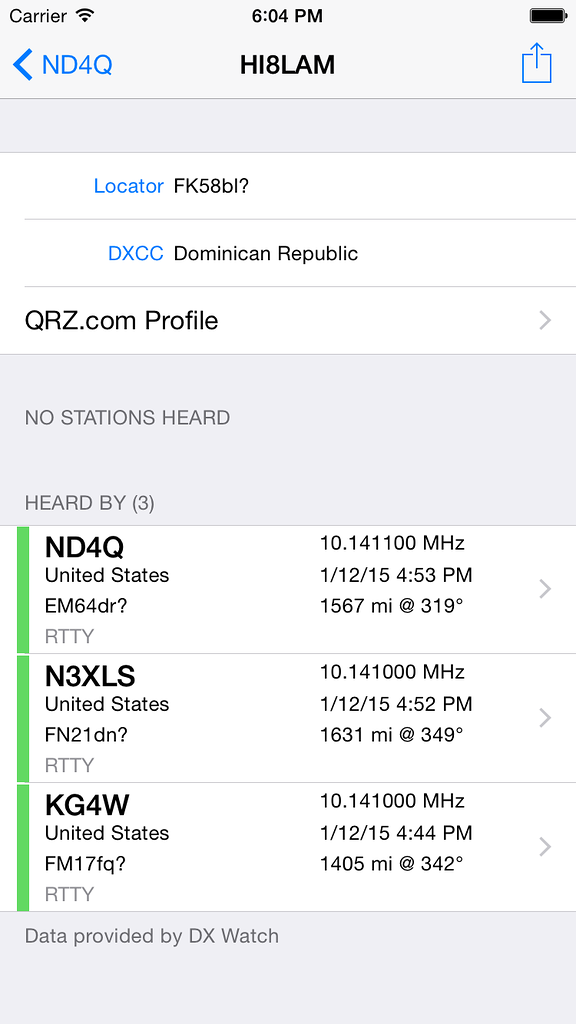 Carrier 6:04 PM
ND4Q HI8LAM
Locator FK58bl?
DXCC Dominican Republic
QRZ.com Profile
NO STATIONS HEARD
HEARD BY (3)
ND4Q 10.141100 MHz
United States 1/12/15 4:53 PM
EM64dr? 1567 mi @ 319°
RTTY
N3XLS 10.141000 MHz
United States 1/12/15 4:52 PM
FN21dn? 1631 mi @ 349°
RTTY
KG4W 10.141000 MHz
United States 1/12/15 4:44 PM
FM17fq? 1405 mi @ 342°
RTTY
Data provided by DX Watch